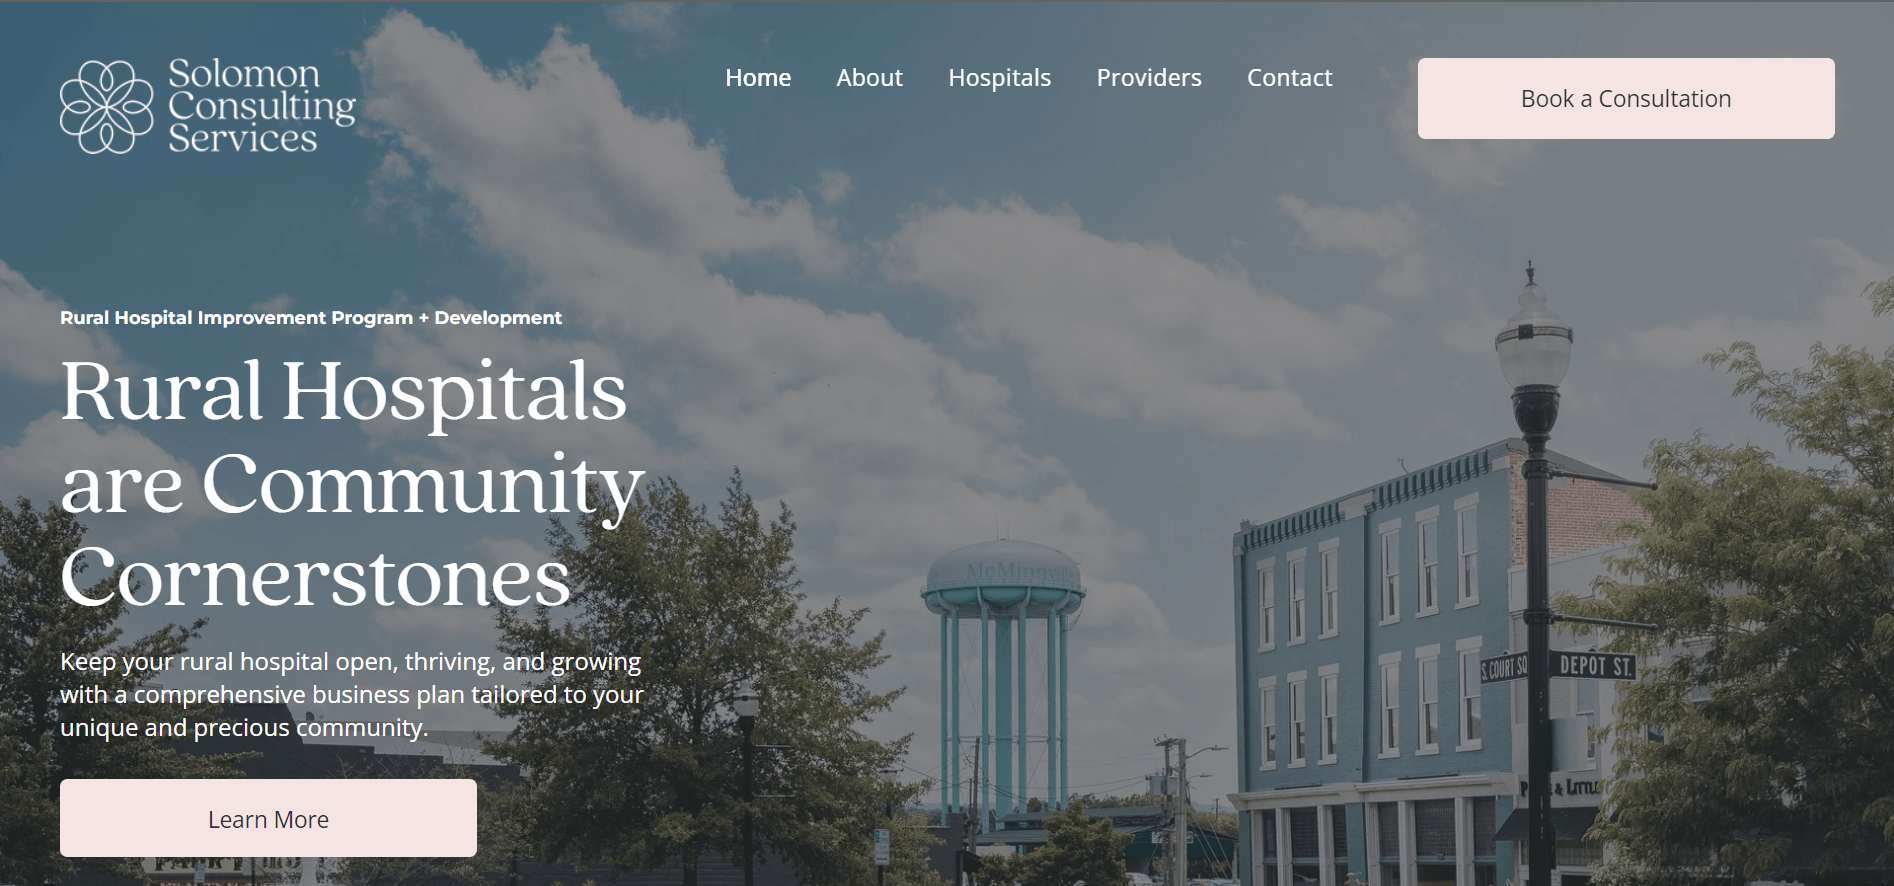 Solomon
Consulting
Services
Home About Hospitals Providers Contact
Book a Consultation
Rural Hospital Improvement Program + Development
Rural Hospitals
are Community
Cornerstones
Keep your rural hospital open, thriving, and growing
with a comprehensive business plan tailored to your
unique and precious community.
Learn More
McMinnville
S. COURT SQ
DEPOT ST.